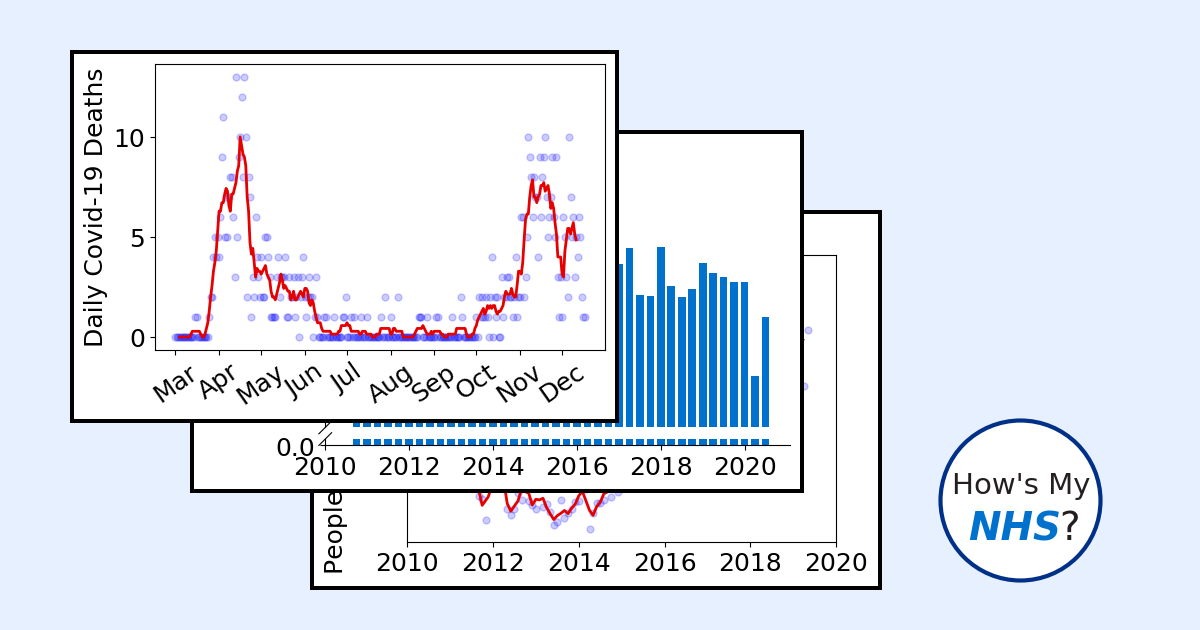 Daily Covid-19 Deaths
10
5
0
Mar Apr May Jun Jul Aug Sep Oct Nov Dec
0.0
2010 2012 2014 2016 2018 2020
People
2010 2012 2014 2016 2018 2020
How's My
NHS?